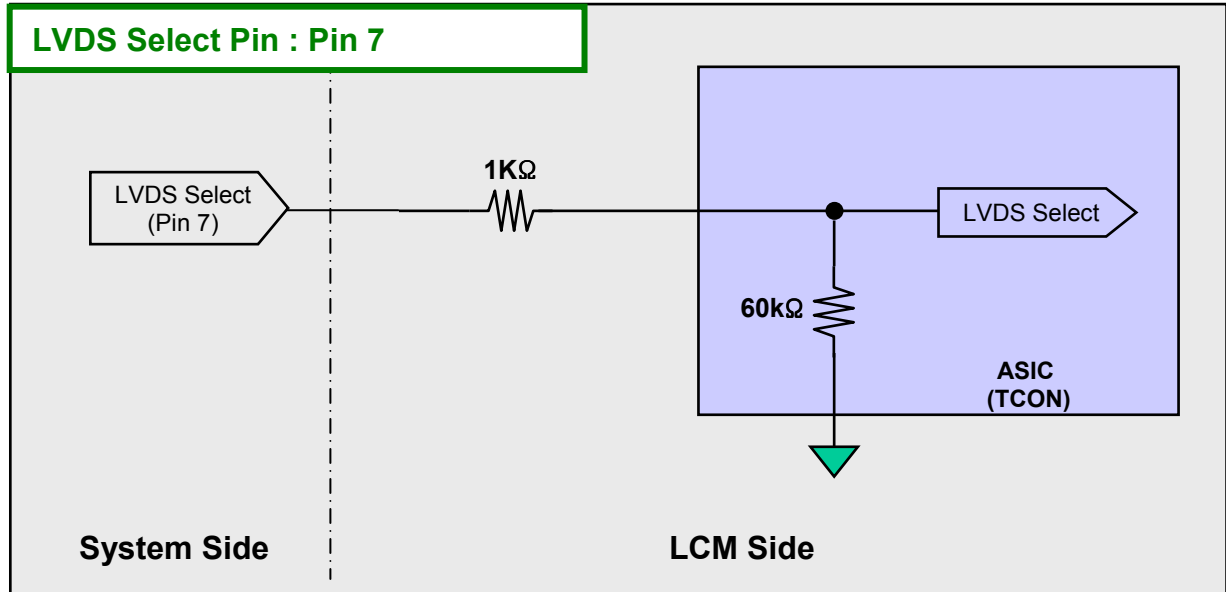 LVDS Select Pin : Pin 7
LVDS Select
(Pin 7)
1KΩ
LVDS Select
60kΩ
ASIC
(TCON)
System Side
LCM Side